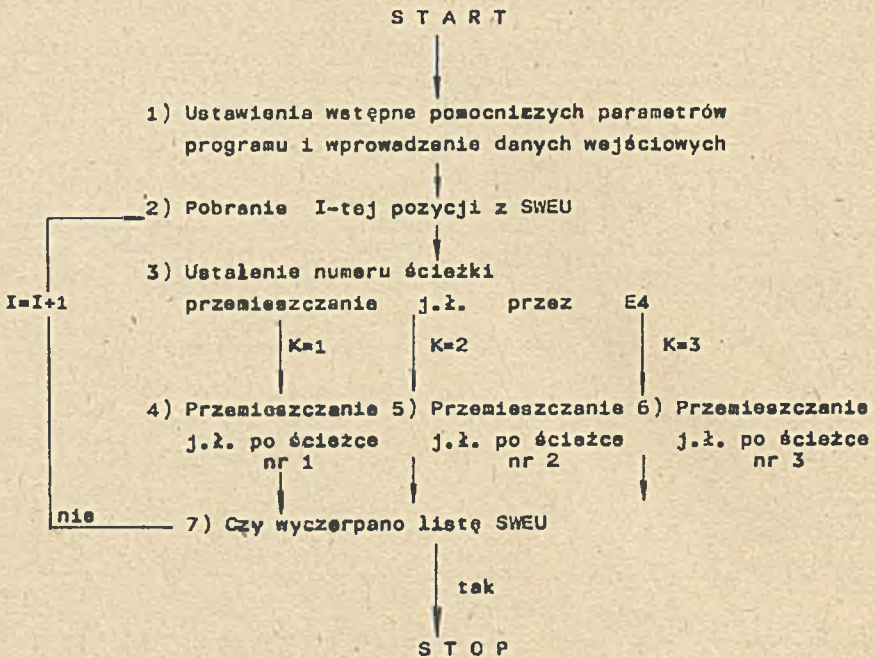 S T A R T
1) Ustawienia wstępne pomocniczych parametrów
programu i wprowadzenie danych wejściowych
2) Pobranie I-tej pozycji z SWEU
3) Ustalenie numeru ścieżki
I=I+1
przemieszczanie j.ł. przez E4
K=1 K=2 K=3
4) Przemieszczanie 5) Przemieszczanie 6) Przemieszczanie
j.ł. po ścieżce j.ł. po ścieżce j.ł. po ścieżce
nr 1 nr 2 nr 3
nie
7) Czy wyczerpano listę SWEU
tak
S T O P